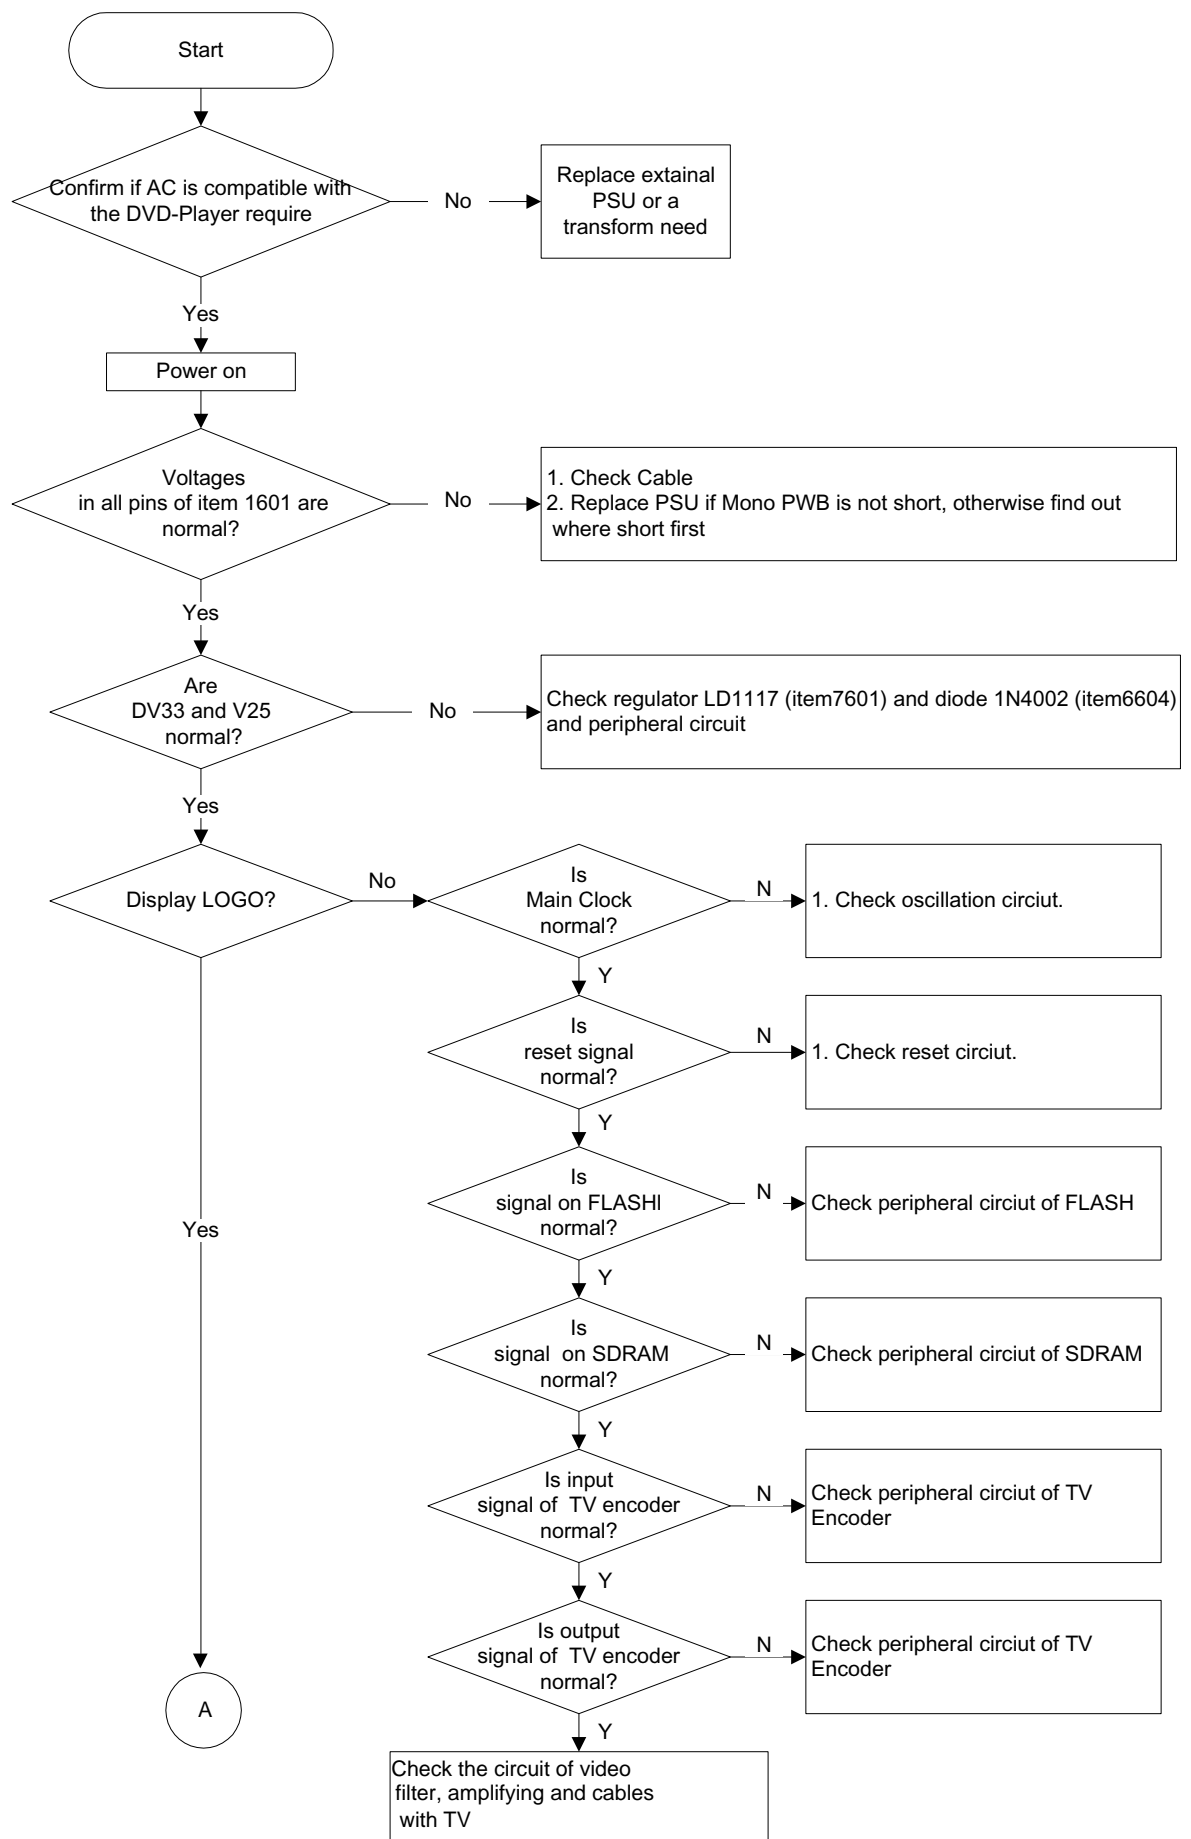 Start
Confirm if AC is compatible with
the DVD-Player require
No
Replace extainal
PSU or a
transform need
Yes
Power on
Voltages
in all pins of item 1601 are
normal?
No
1. Check Cable
2. Replace PSU if Mono PWB is not short, otherwise find out
where short first
Yes
Are
DV33 and V25
normal?
No
Check regulator LD1117 (item7601) and diode 1N4002 (item6604)
and peripheral circuit
Yes
Display LOGO?
No
Is
Main Clock
normal?
N
1. Check oscillation circiut.
Y
Is
reset signal
normal?
N
1. Check reset circiut.
Y
Is
signal on FLASHl
normal?
N
Check peripheral circiut of FLASH
Yes
Y
Is
signal on SDRAM
normal?
N
Check peripheral circiut of SDRAM
Y
Is input
signal of TV encoder
normal?
N
Check peripheral circiut of TV
Encoder
Y
Is output
signal of TV encoder
normal?
N
Check peripheral circiut of TV
Encoder
A
Y
Check the circuit of video
filter, amplifying and cables
with TV